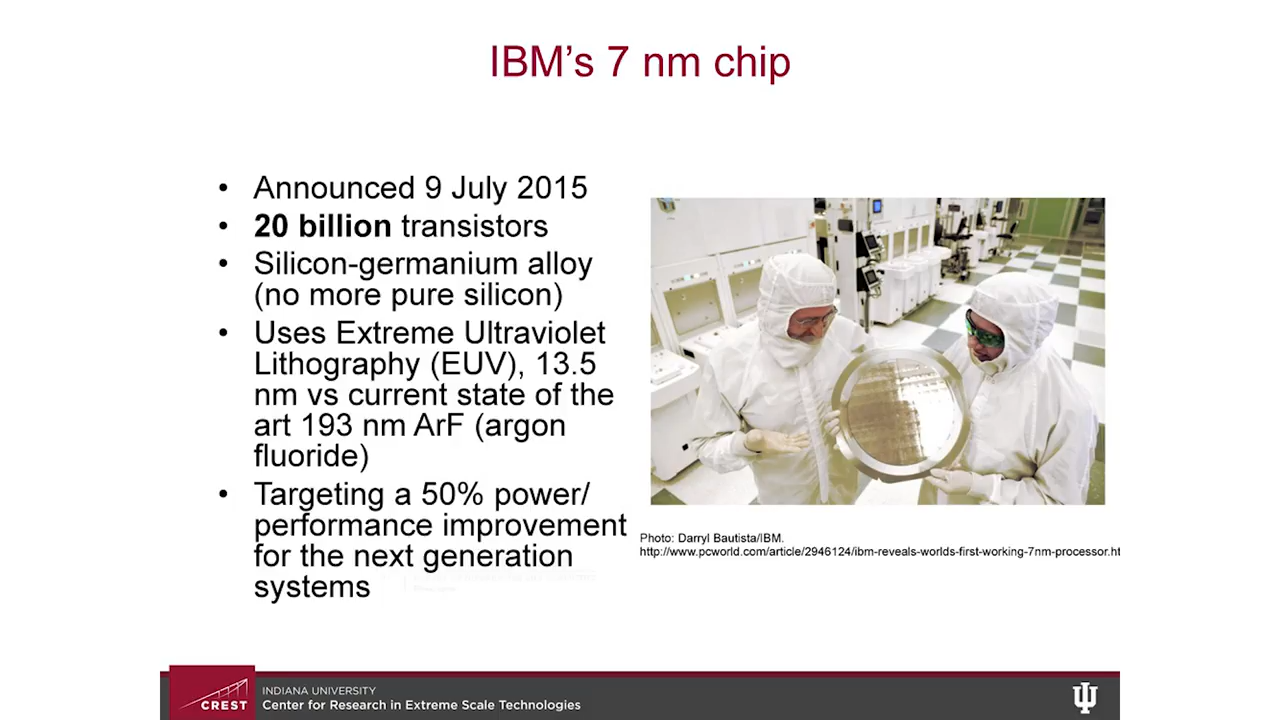 IBM's 7 nm chip
• Announced 9 July 2015
• 20 billion transistors
• Silicon-germanium alloy
(no more pure silicon)
• Uses Extreme Ultraviolet
Lithography (EUV), 13.5
nm vs current state of the
art 193 nm ArF (argon
fluoride)
• Targeting a 50% power/
performance improvement
for the next generation
systems
Photo: Darryl Bautista/IBM.
http://www.pcworld.com/article/2946124/ibm-reveals-worlds-first-working-7nm-processor.ht
CREST
INDIANA UNIVERSITY
Center for Research in Extreme Scale Technologies